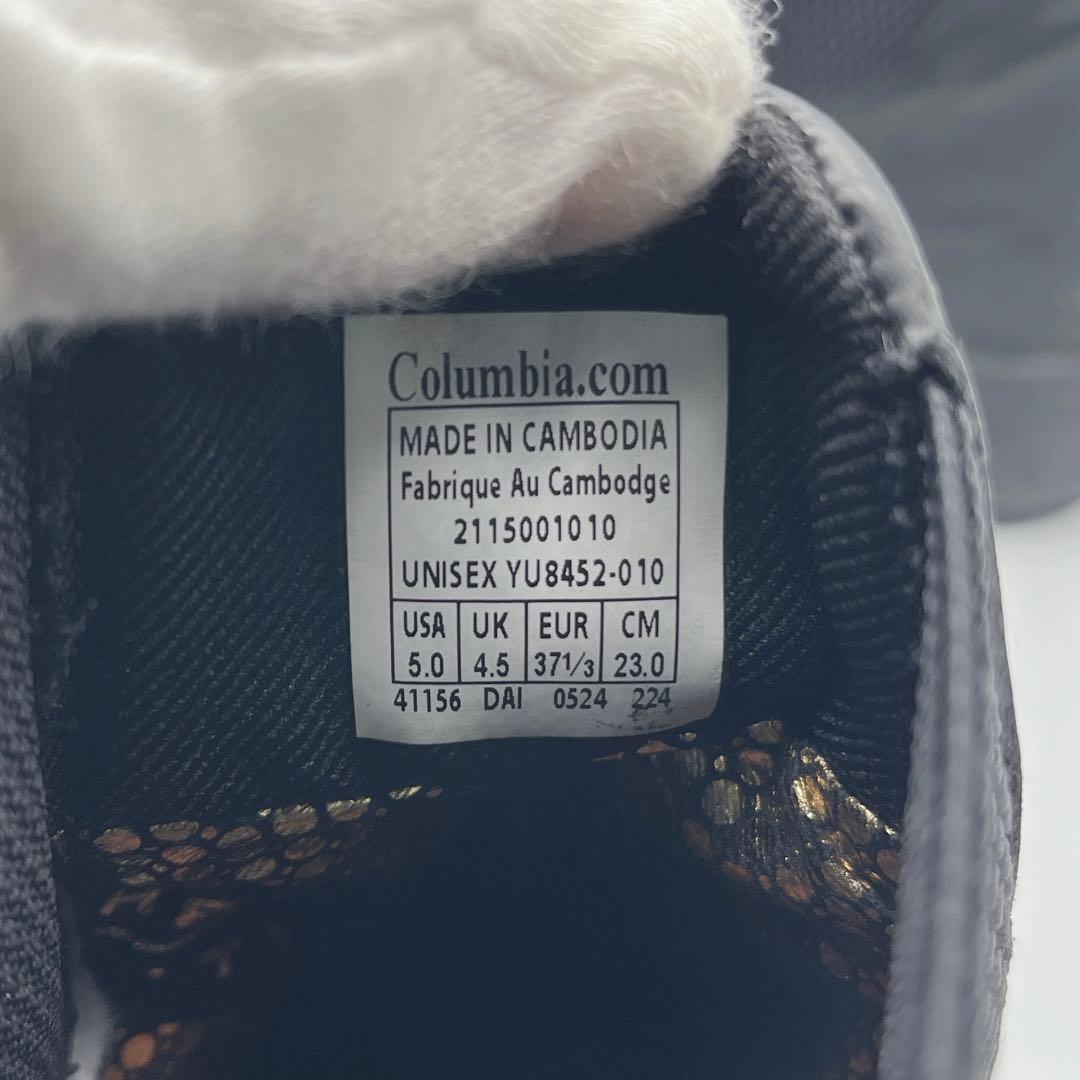 Columbia.com
MADE IN CAMBODIA
Fabrique Au Cambodge
2115001010
UNISEX YU8452-010
USA UK EUR CM
5.0 4.5 371/3 23.0
41156 DAI 0524 224